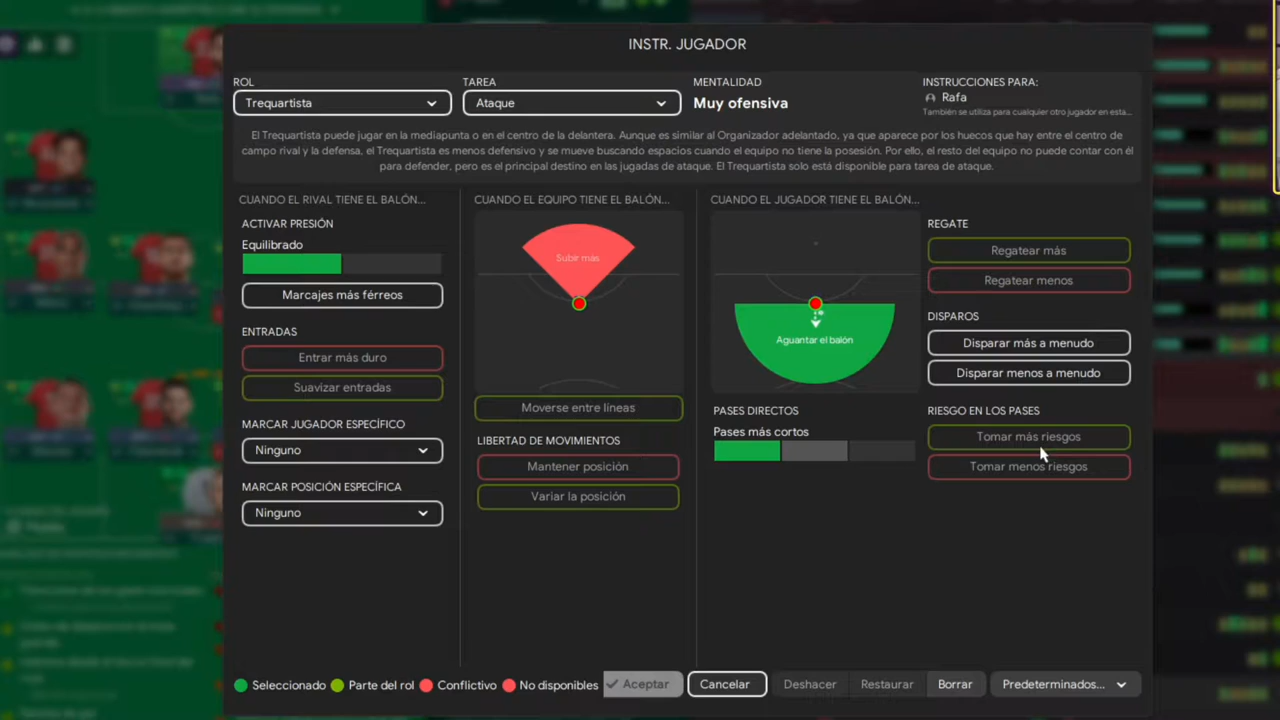 INSTR. JUGADOR
ROL
TAREA
MENTALIDAD
INSTRUCCIONES PARA:
Trequartista
Ataque
Muy ofensiva
Rafa
También se utiliza para cualquier otro jugador en esta...
El Trequartista puede jugar en la mediapunta o en el centro de la delantera. Aunque es similar al Organizador adelantado, ya que aparece por los huecos que hay entre el centro de
campo rival y la defensa, el Trequartista es menos defensivo y se mueve buscando espacios cuando el equipo no tiene la posesión. Por ello, el resto del equipo no puede contar con él
para defender, pero es el principal destino en las jugadas de ataque. El Trequartista solo está disponible para tarea de ataque.
CUANDO EL RIVAL TIENE EL BALÓN...
ACTIVAR PRESIÓN
Equilibrado
Marcajes más férreos
ENTRADAS
Entrar más duro
Suavizar entradas
MARCAR JUGADOR ESPECÍFICO
Ninguno
MARCAR POSICIÓN ESPECÍFICA
Ninguno
CUANDO EL EQUIPO TIENE EL BALÓN...
Subir más
Moverse entre líneas
LIBERTAD DE MOVIMIENTOS
Mantener posición
Variar la posición
CUANDO EL JUGADOR TIENE EL BALÓN...
Aguantar el balón
PASES DIRECTOS
Pases más cortos
REGATE
Regatear más
Regatear menos
DISPAROS
Disparar más a menudo
Disparar menos a menudo
RIESGO EN LOS PASES
Tomar más riesgos
Tomar menos riesgos
Seleccionado
Parte del rol
Conflictivo
No disponibles
Aceptar
Cancelar
Deshacer
Restaurar
Borrar
Predeterminados...